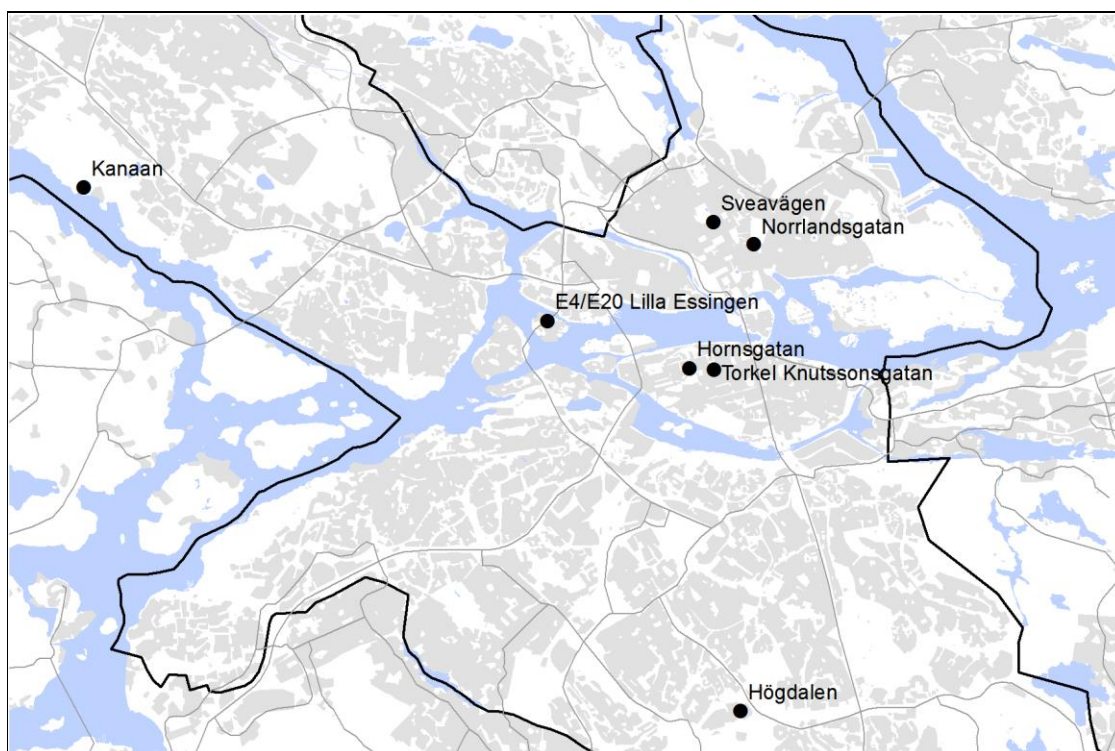 Kanaan
Sveavägen
Norrlandsgatan
E4/E20 Lilla Essingen
Hornsgatan
Torkel Knutssonsgatan
Högdalen